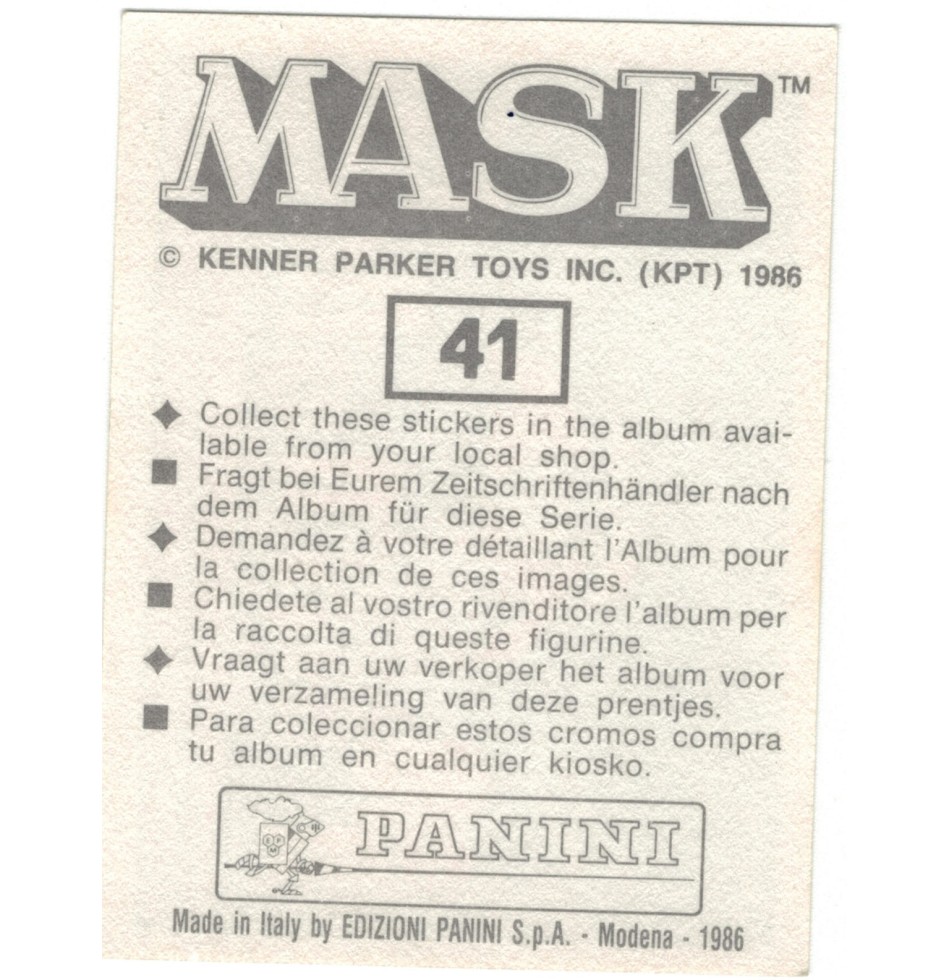 MASK™
© KENNER PARKER TOYS INC. (KPT) 1986
41
♦ Collect these stickers in the album avai-
lable from your local shop.
■ Fragt bei Eurem Zeitschriftenhändler nach
dem Album für diese Serie.
♦ Demandez à votre détaillant l'Album pour
la collection de ces images.
■ Chiedete al vostro rivenditore l'album per
la raccolta di queste figurine.
♦ Vraagt aan uw verkoper het album voor
uw verzameling van deze prentjes.
■ Para coleccionar estos cromos compra
tu album en cualquier kiosko.
PANINI
Made in Italy by EDIZIONI PANINI S.p.A. - Modena - 1986